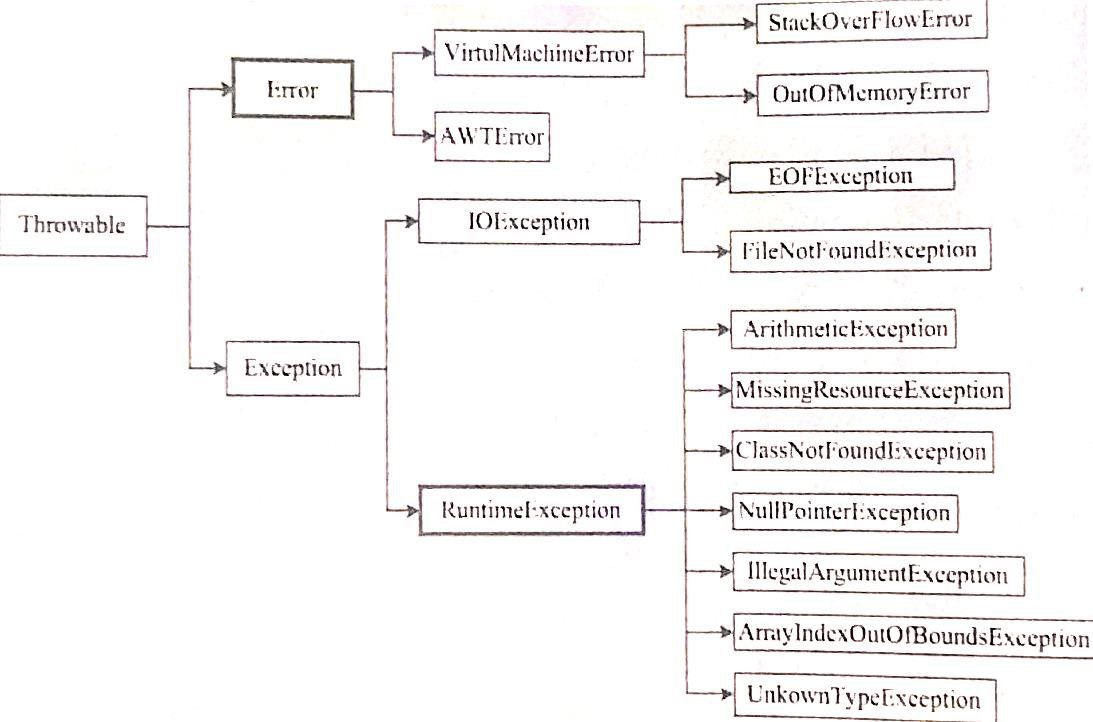 StackOverFlowError
VirtulMachineError
Error
OutOfMemoryError
AWTError
EOFException
Throwable
IOException
FileNotFoundException
ArithmeticException
Exception
MissingResourceException
ClassNotFoundException
RuntimeException
NullPointerException
IllegalArgumentException
ArrayIndexOutOfBoundsException
UnkownTypeException